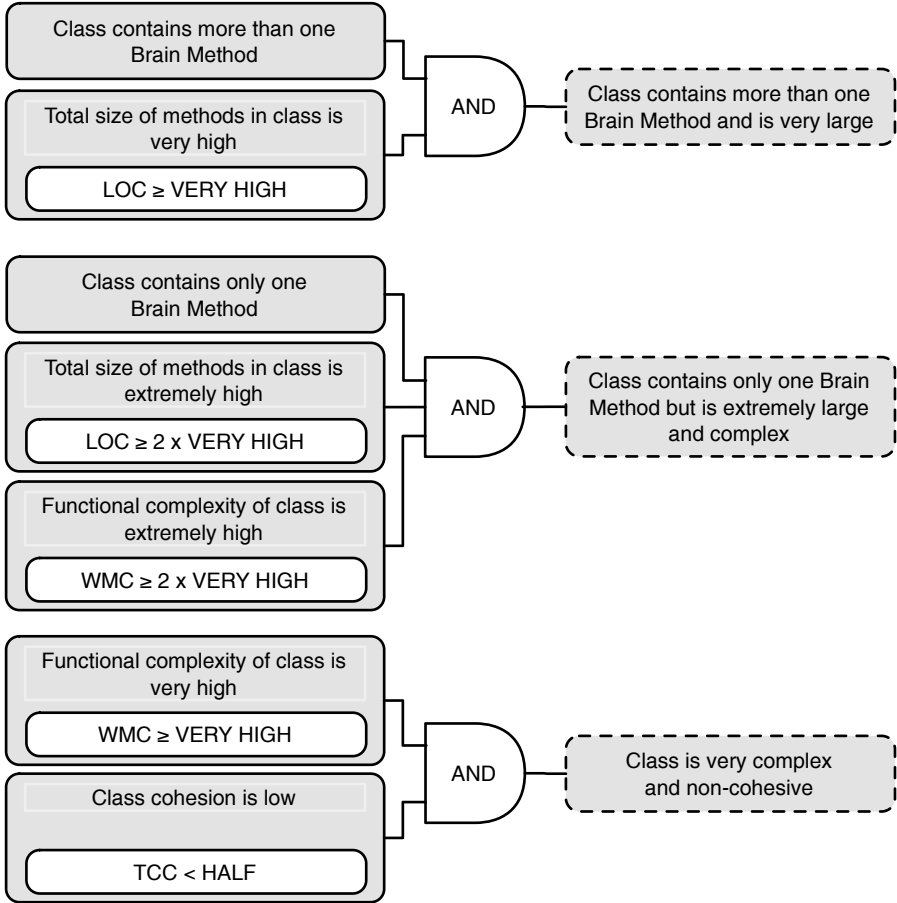 Class contains more than one
Brain Method
Total size of methods in class is
very high
LOC ≥ VERY HIGH
AND
Class contains more than one
Brain Method and is very large
Class contains only one
Brain Method
Total size of methods in class is
extremely high
LOC ≥ 2 x VERY HIGH
Functional complexity of class is
extremely high
WMC ≥ 2 x VERY HIGH
AND
Class contains only one Brain
Method but is extremely large
and complex
Functional complexity of class is
very high
WMC ≥ VERY HIGH
Class cohesion is low
TCC < HALF
AND
Class is very complex
and non-cohesive